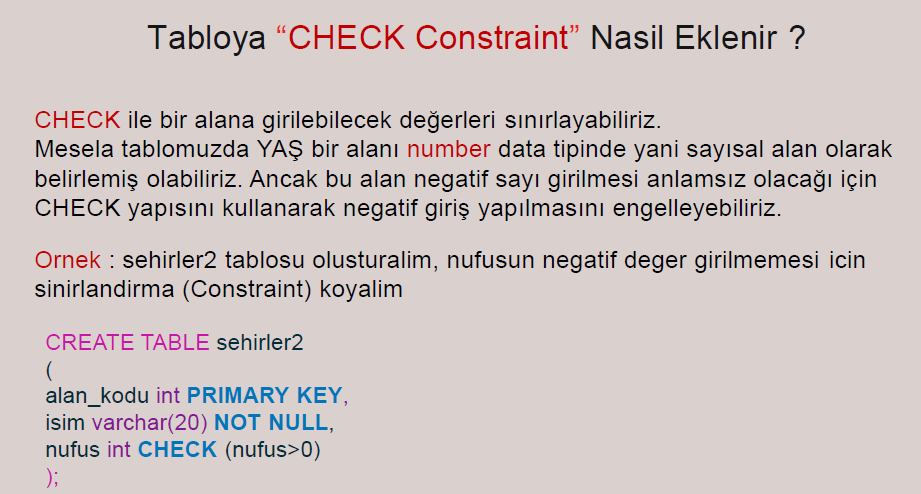 Tabloya “CHECK Constraint” Nasil Eklenir ?
CHECK ile bir alana girilebilecek değerleri sınırlayabiliriz.
Mesela tablomuzda YAŞ bir alanı number data tipinde yani sayısal alan olarak
belirlemiş olabiliriz. Ancak bu alan negatif sayı girilmesi anlamsız olacağı için
CHECK yapısını kullanarak negatif giriş yapılmasını engelleyebiliriz.
Ornek : sehirler2 tablosu olusturalim, nufusun negatif deger girilmemesi icin
sinirlandirma (Constraint) koyalim
CREATE TABLE sehirler2
(
alan_kodu int PRIMARY KEY,
isim varchar(20) NOT NULL,
nufus int CHECK (nufus>0)
);